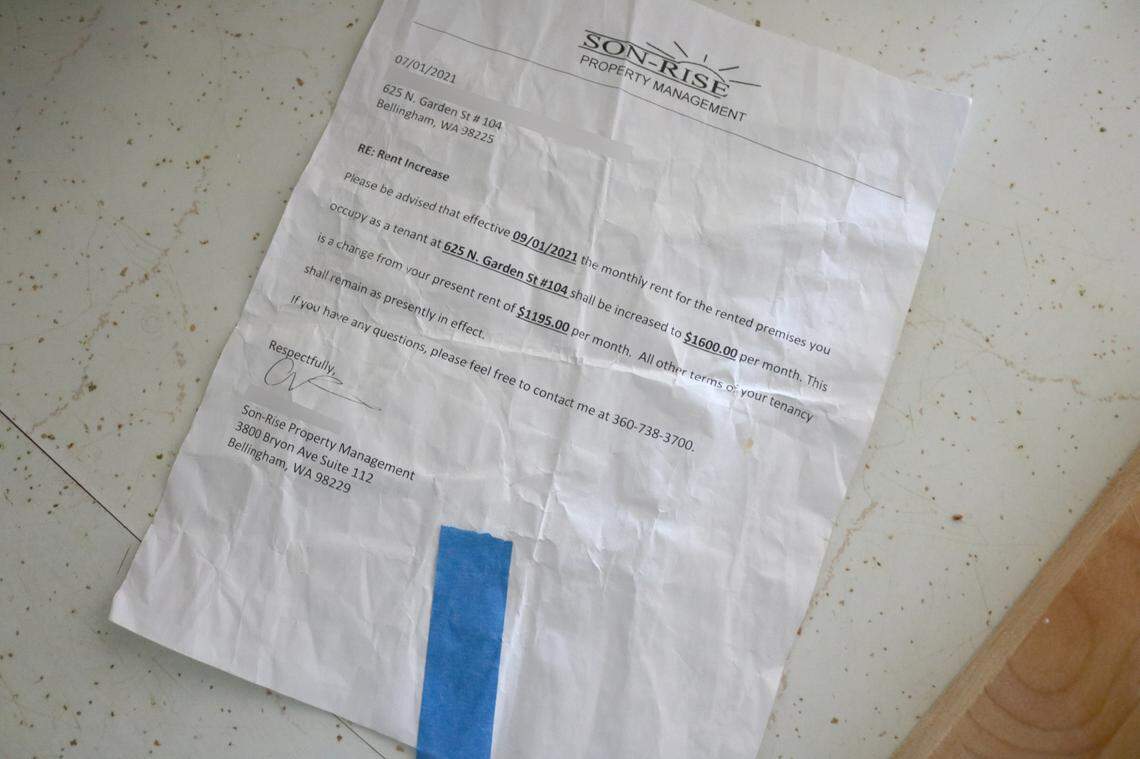 SON-RISE
PROPERTY MANAGEMENT
07/01/2021
625 N. Garden St # 104
Bellingham, WA 98225
RE: Rent Increase
Please be advised that effective 09/01/2021 the monthly rent for the rented premises you
occupy as a tenant at 625 N. Garden St #104 shall be increased to $1600.00 per month. This
is a change from your present rent of $1195.00 per month. All other terms of your tenancy
shall remain as presently in effect.
If you have any questions, please feel free to contact me at 360-738-3700.
Respectfully,
Son-Rise Property Management
3800 Bryon Ave Suite 112
Bellingham, WA 98229